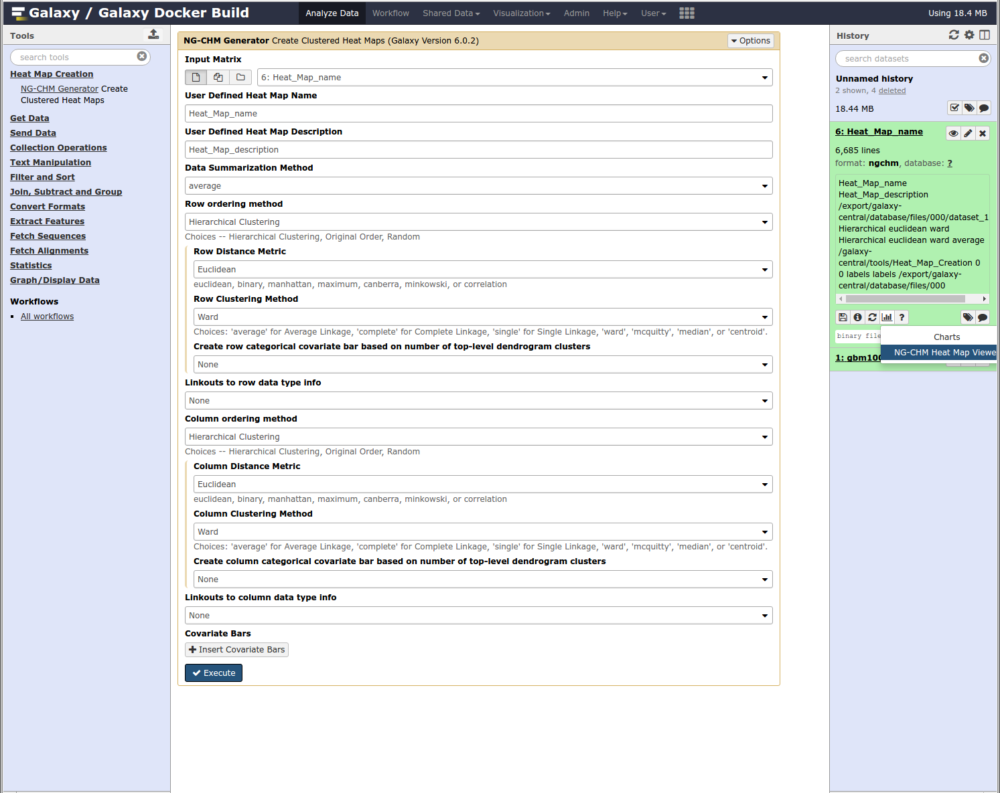 Galaxy / Galaxy Docker Build
Analyze Data
Workflow
Shared Data
Visualization
Admin
Help
User
Using 18.4 MB
Tools
search tools
Heat Map Creation
NG-CHM Generator Create
Clustered Heat Maps
Get Data
Send Data
Collection Operations
Text Manipulation
Filter and Sort
Join, Subtract and Group
Convert Formats
Extract Features
Fetch Sequences
Fetch Alignments
Statistics
Graph/Display Data
Workflows
All workflows
NG-CHM Generator Create Clustered Heat Maps (Galaxy Version 6.0.2)
Options
Input Matrix
6: Heat_Map_name
User Defined Heat Map Name
Heat_Map_name
User Defined Heat Map Description
Heat_Map_description
Data Summarization Method
average
Row ordering method
Hierarchical Clustering
Choices -- Hierarchical Clustering, Original Order, Random
Row Distance Metric
Euclidean
euclidean, binary, manhattan, maximum, canberra, minkowski, or correlation
Row Clustering Method
Ward
Choices: 'average' for Average Linkage, 'complete' for Complete Linkage, 'single' for Single Linkage, 'ward', 'mcquitty', 'median', or 'centroid'.
Create row categorical covariate bar based on number of top-level dendrogram clusters
None
Linkouts to row data type info
None
Column ordering method
Hierarchical Clustering
Choices -- Hierarchical Clustering, Original Order, Random
Column Distance Metric
Euclidean
euclidean, binary, manhattan, maximum, canberra, minkowski, or correlation
Column Clustering Method
Ward
Choices: 'average' for Average Linkage, 'complete' for Complete Linkage, 'single' for Single Linkage, 'ward', 'mcquitty', 'median', or 'centroid'.
Create column categorical covariate bar based on number of top-level dendrogram clusters
None
Linkouts to column data type info
None
Covariate Bars
Insert Covariate Bars
Execute
History
search datasets
Unnamed history
2 shown, 4 deleted
18.44 MB
6: Heat_Map_name
6,685 lines
format: ngchm, database: ?
Heat_Map_name
Heat_Map_description
/export/galaxy-
central/database/files/000/dataset_1
Hierarchical euclidean ward
Hierarchical euclidean ward average
/galaxy-
central/tools/Heat_Map_Creation 0
0 labels labels /export/galaxy-
central/database/files/000
?
binary file
Charts
NG-CHM Heat Map Viewe
1: gbm100